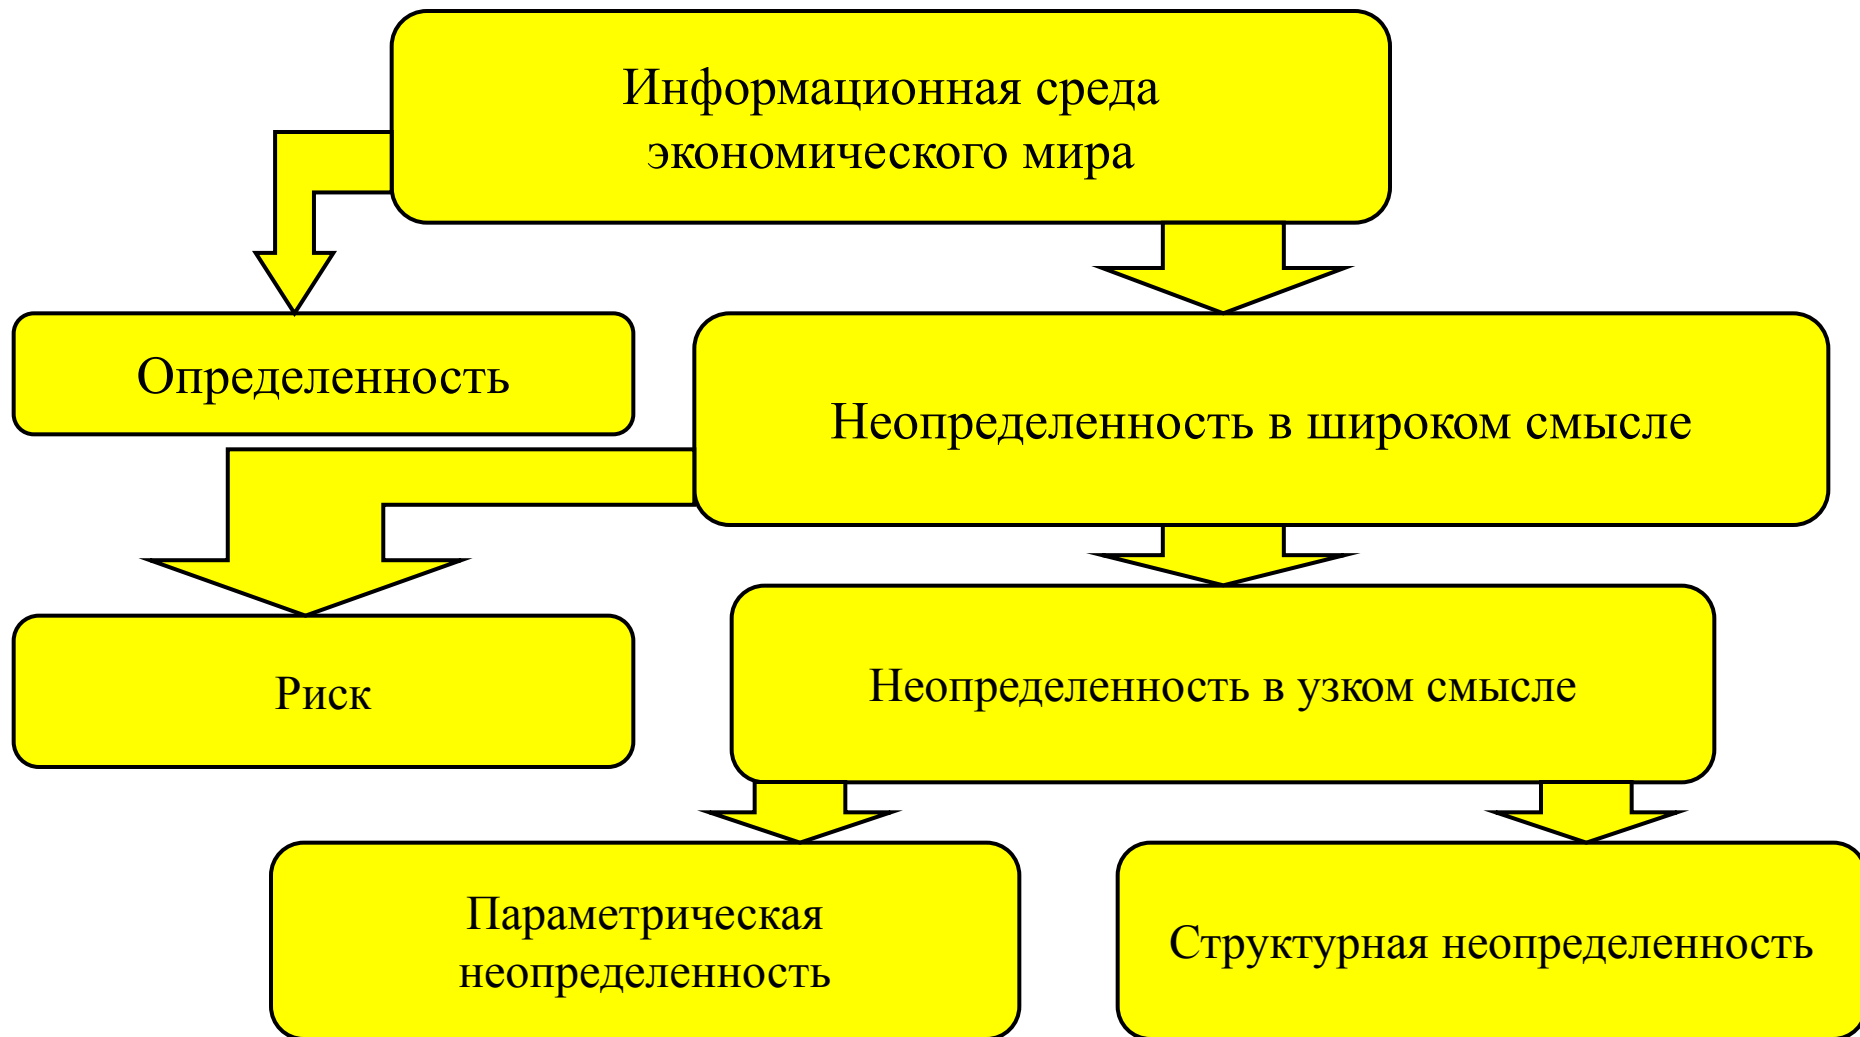 Информационная среда
экономического мира
Определенность
Неопределенность в широком смысле
Риск
Неопределенность в узком смысле
Параметрическая
неопределенность
Структурная неопределенность